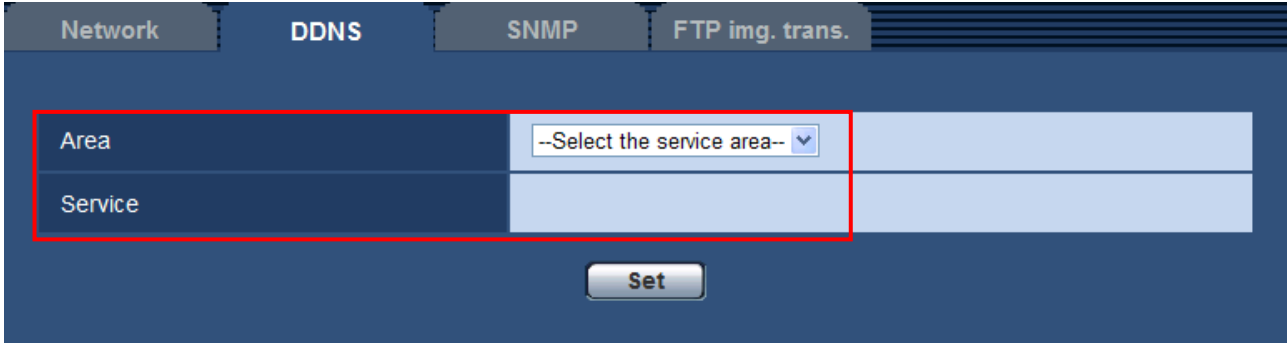 Network DDNS SNMP FTP img. trans.
Area --Select the service area--
Service
Set